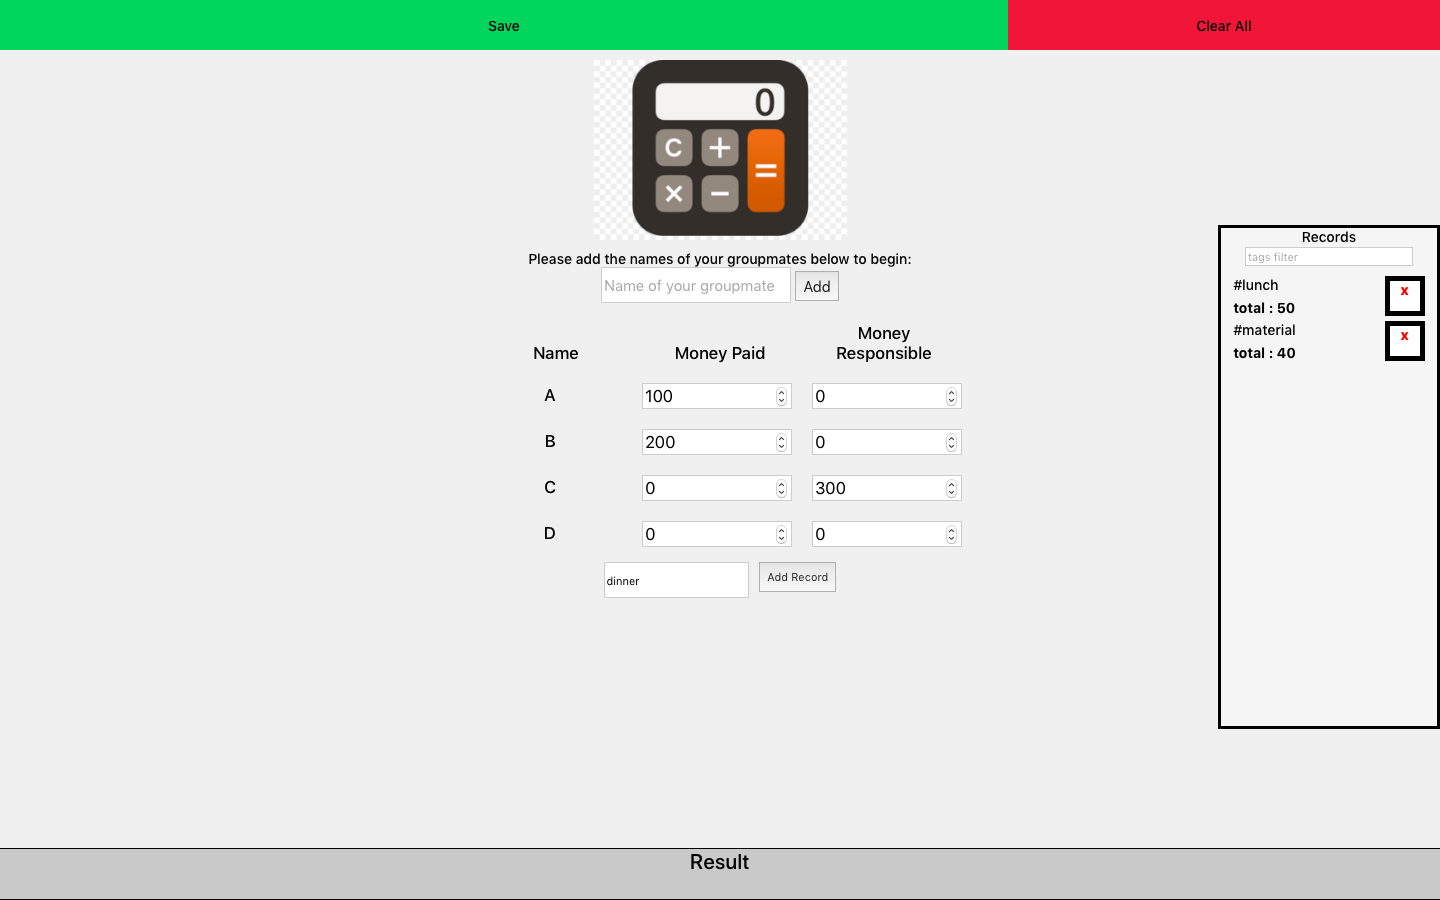 Save
Clear All
0
C + =
× −
Please add the names of your groupmates below to begin:
Name of your groupmate
Add
Name
Money Paid
Money
Responsible
A
100
0
B
200
0
C
0
300
D
0
0
dinner
Add Record
Records
tags filter
#lunch
x
total : 50
#material
x
total : 40
Result